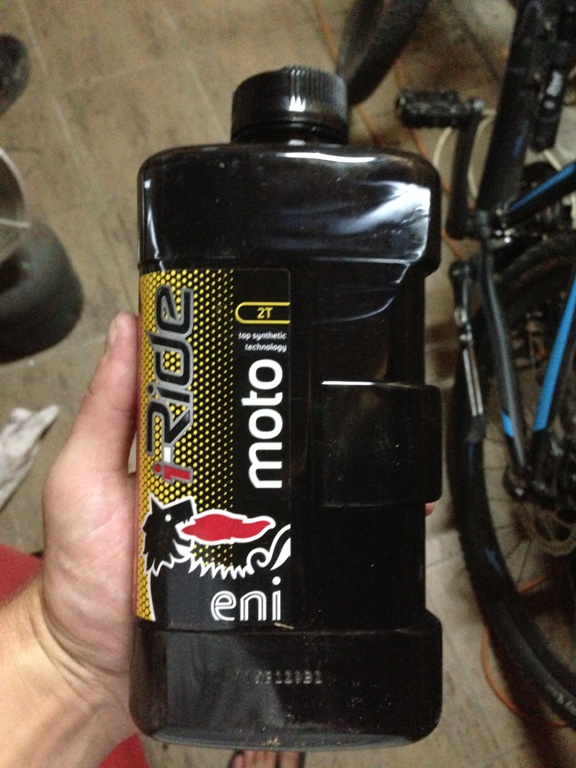 i-Ride
2T
top synthetic
technology
moto
eni